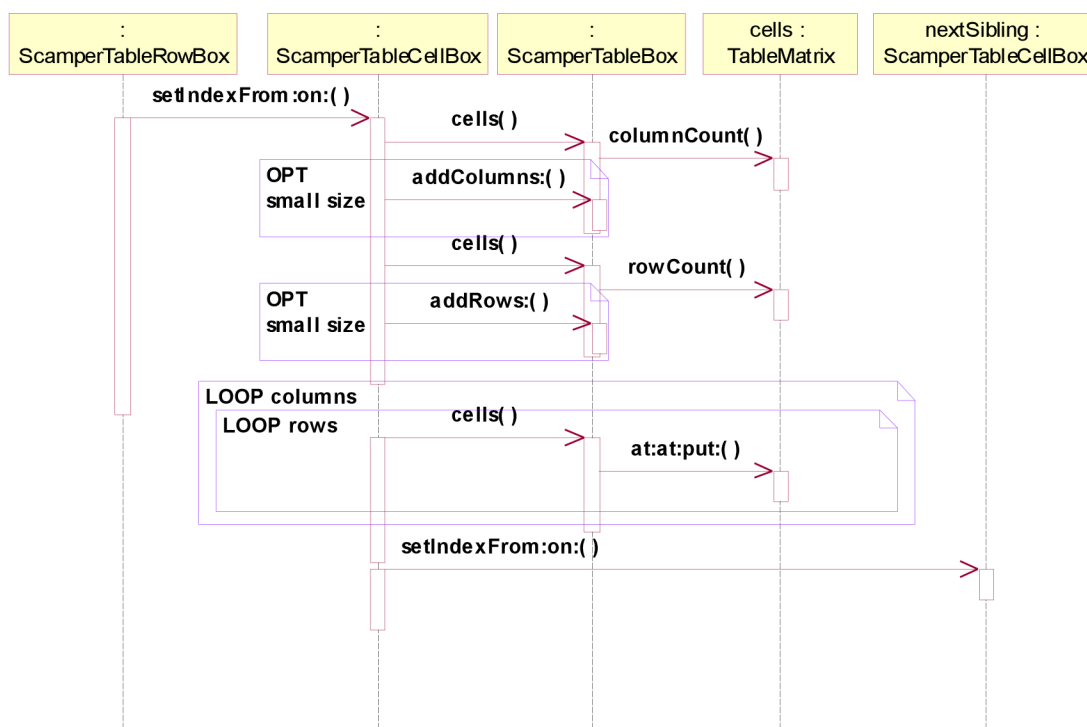 :
ScamperTableRowBox
:
ScamperTableCellBox
:
ScamperTableBox
cells :
TableMatrix
nextSibling :
ScamperTableCellBox
setIndexFrom:on:( )
cells( )
columnCount( )
OPT
small size
addColumns:( )
cells( )
rowCount( )
OPT
small size
addRows:( )
LOOP columns
LOOP rows
cells( )
at:at:put:( )
setIndexFrom:on:( )